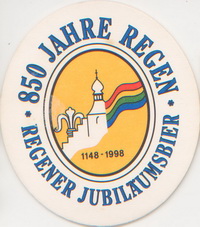 850 JAHRE REGEN
1148 - 1998
REGENER JUBILÄUMSBIER